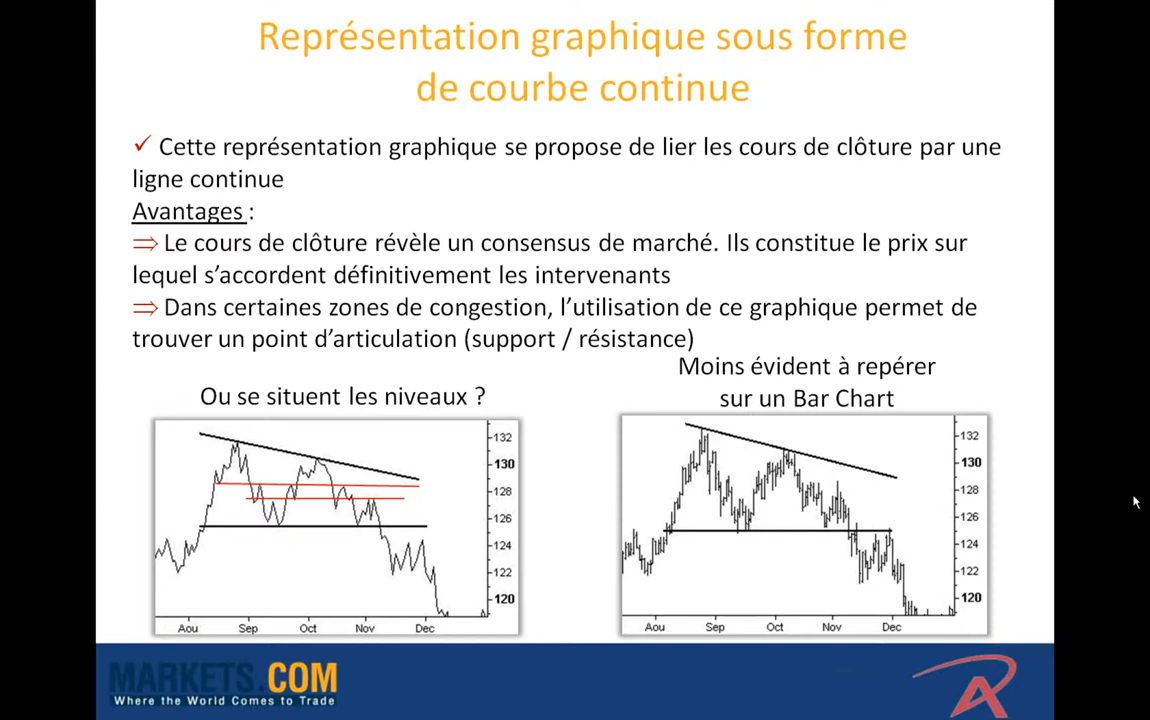 Représentation graphique sous forme
de courbe continue
Cette représentation graphique se propose de lier les cours de clôture par une
ligne continue
Avantages :
⇒ Le cours de clôture révèle un consensus de marché. Ils constitue le prix sur
lequel s’accordent définitivement les intervenants
⇒ Dans certaines zones de congestion, l’utilisation de ce graphique permet de
trouver un point d’articulation (support / résistance)
Ou se situent les niveaux ?
132
130
128
126
124
122
120
Aou Sep Oct Nov Dec
Moins évident à repérer
sur un Bar Chart
132
130
128
126
124
122
120
Aou Sep Oct Nov Dec
MARKETS.COM
Where the World Comes to Trade